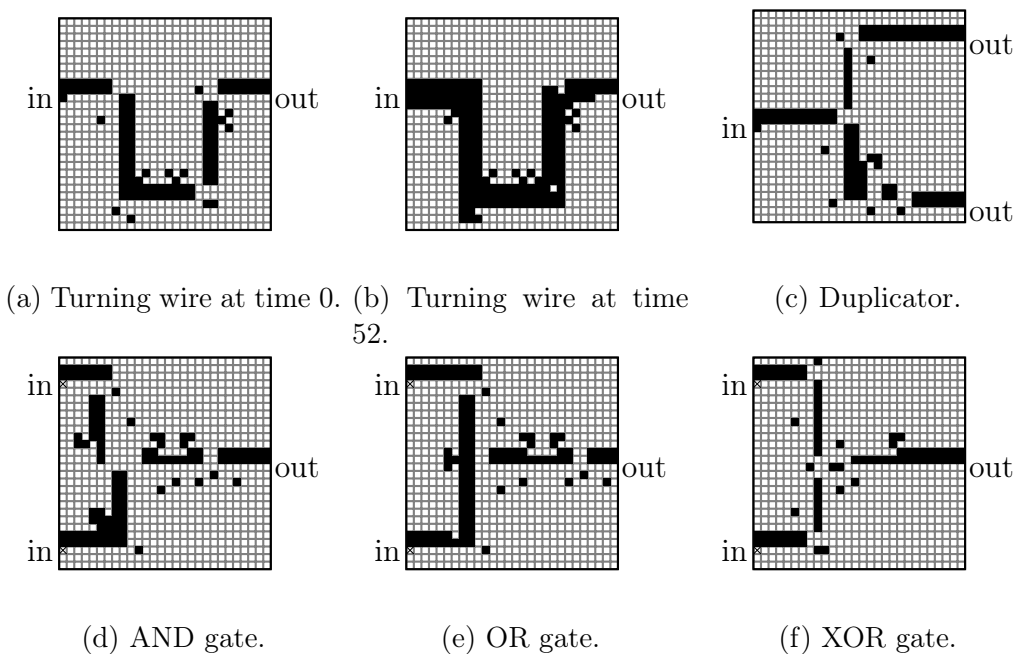 in out in out in out
out
(a) Turning wire at time 0. (b) Turning wire at time 52. (c) Duplicator.
in out in out in out
in in in
(d) AND gate. (e) OR gate. (f) XOR gate.